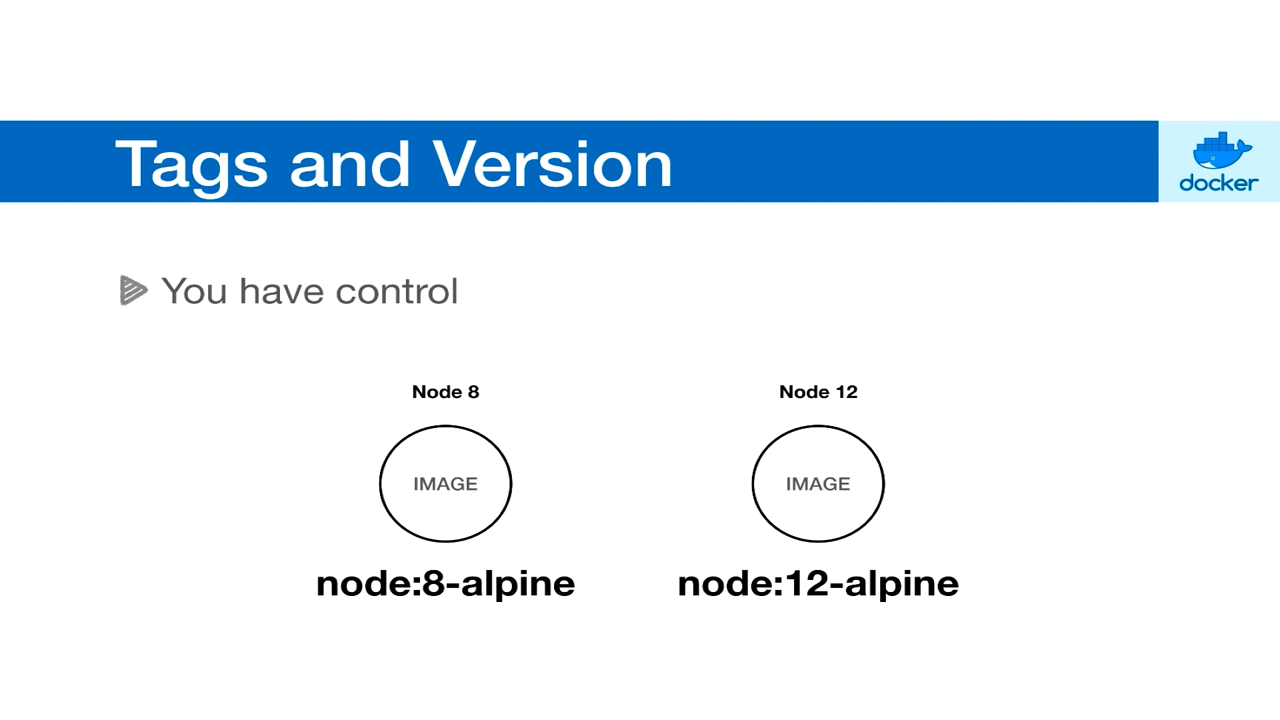 Tags and Version
docker
You have control
Node 8
Node 12
IMAGE
IMAGE
node:8-alpine
node:12-alpine